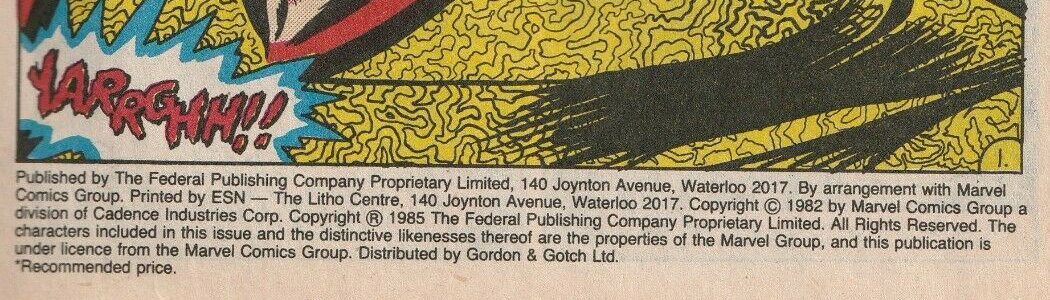 YARRGHH!!
1.
Published by The Federal Publishing Company Proprietary Limited, 140 Joynton Avenue, Waterloo 2017. By arrangement with Marvel
Comics Group. Printed by ESN — The Litho Centre, 140 Joynton Avenue, Waterloo 2017. Copyright © 1982 by Marvel Comics Group a
division of Cadence Industries Corp. Copyright ® 1985 The Federal Publishing Company Proprietary Limited. All Rights Reserved. The
characters included in this issue and the distinctive likenesses thereof are the properties of the Marvel Group, and this publication is
under licence from the Marvel Comics Group. Distributed by Gordon & Gotch Ltd.
*Recommended price.